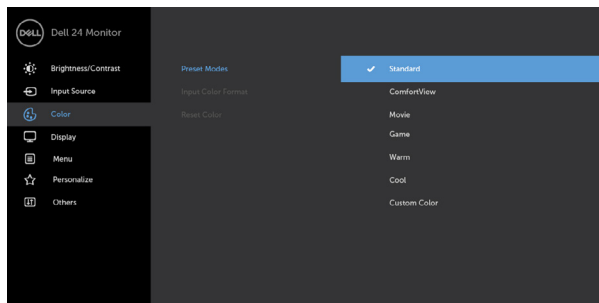 DELL Dell 24 Monitor
Brightness/Contrast
Input Source
Color
Display
Menu
Personalize
Others
Preset Modes
Input Color Format
Reset Color
Standard
ComfortView
Movie
Game
Warm
Cool
Custom Color